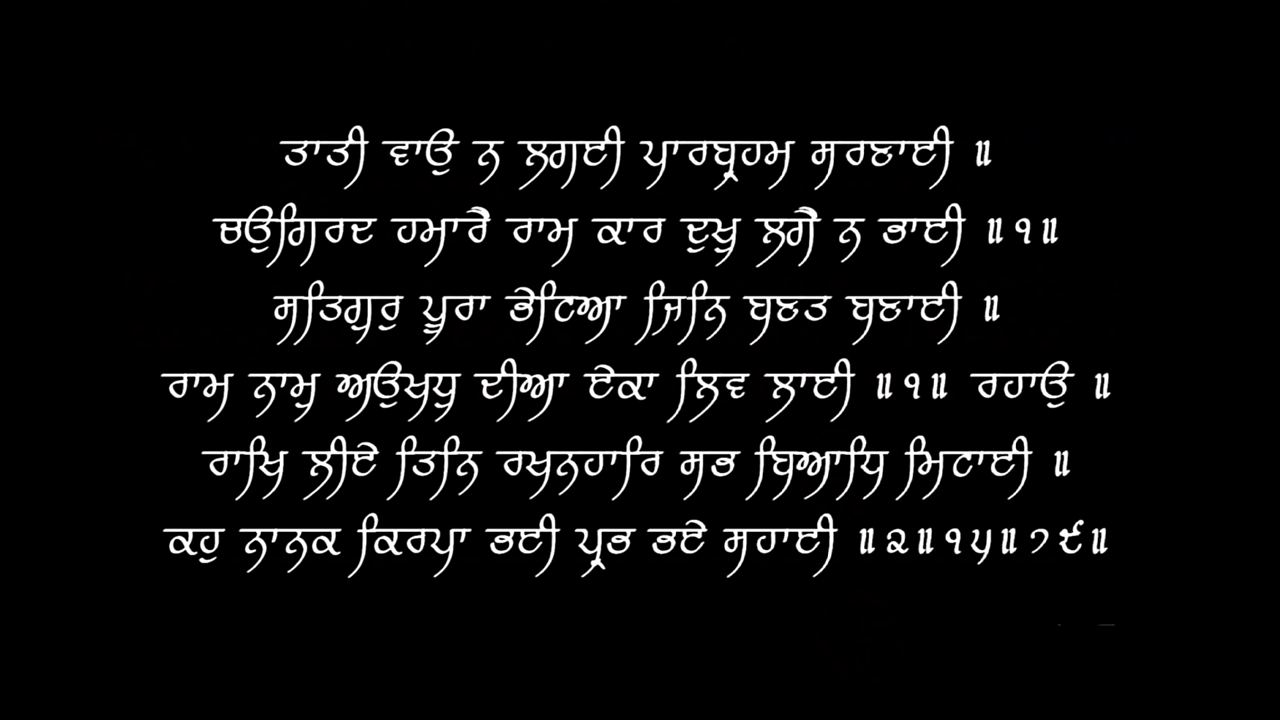 ਤਾਤੀ ਵਾਉ ਨ ਲਗਈ ਪਾਰਬ੍ਰਹਮ ਸਰਣਾਈ ॥
ਚਉਗਿਰਦ ਹਮਾਰੈ ਰਾਮ ਕਾਰ ਦੁਖੁ ਲਗੈ ਨ ਭਾਈ ॥੧॥
ਸਤਿਗੁਰੁ ਪੂਰਾ ਭੇਟਿਆ ਜਿਨਿ ਬਣਤ ਬਣਾਈ ॥
ਰਾਮ ਨਾਮੁ ਅਉਖਧੁ ਦੀਆ ਏਕਾ ਲਿਵ ਲਾਈ ॥੧॥ ਰਹਾਉ ॥
ਰਾਖਿ ਲੀਏ ਤਿਨਿ ਰਖਨਹਾਰਿ ਸਭ ਬਿਆਧਿ ਮਿਟਾਈ ॥
ਕਹੁ ਨਾਨਕ ਕਿਰਪਾ ਭਈ ਪ੍ਰਭ ਭਏ ਸਹਾਈ ॥੨॥੧੫॥੭੯॥